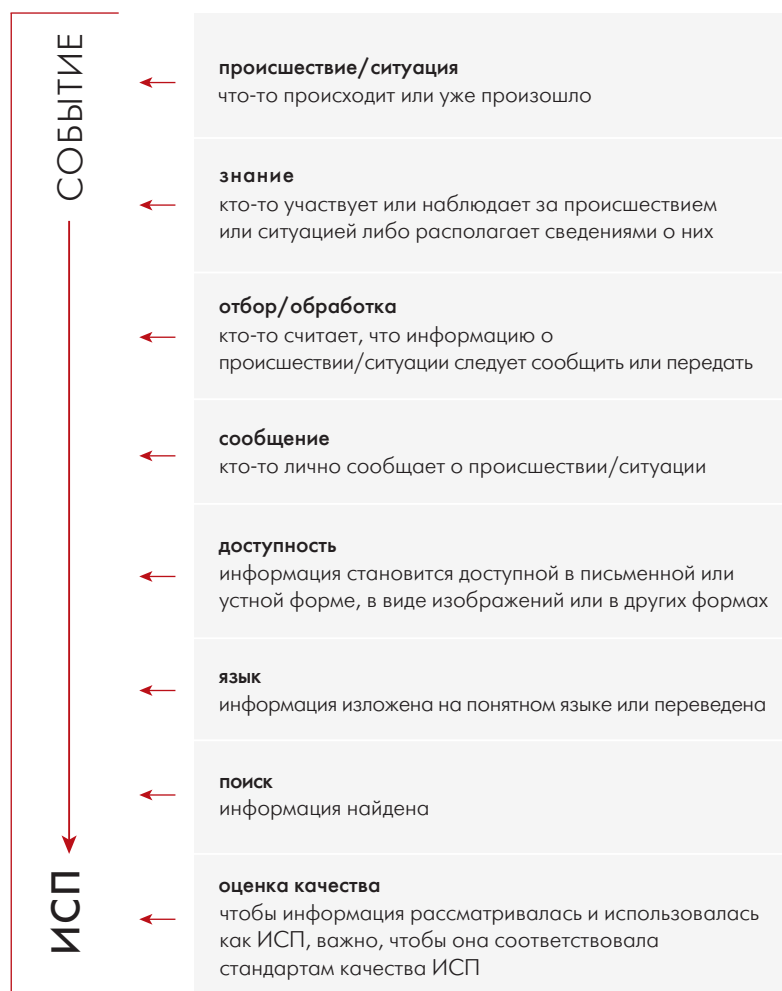 СОБЫТИЕ
происшествие/ситуация
что-то происходит или уже произошло
знание
кто-то участвует или наблюдает за происшествием
или ситуацией либо располагает сведениями о них
отбор/обработка
кто-то считает, что информацию о
происшествии/ситуации следует сообщить или передать
сообщение
кто-то лично сообщает о происшествии/ситуации
доступность
информация становится доступной в письменной или
устной форме, в виде изображений или в других формах
язык
информация изложена на понятном языке или переведена
поиск
информация найдена
ИСП
оценка качества
чтобы информация рассматривалась и использовалась
как ИСП, важно, чтобы она соответствовала
стандартам качества ИСП